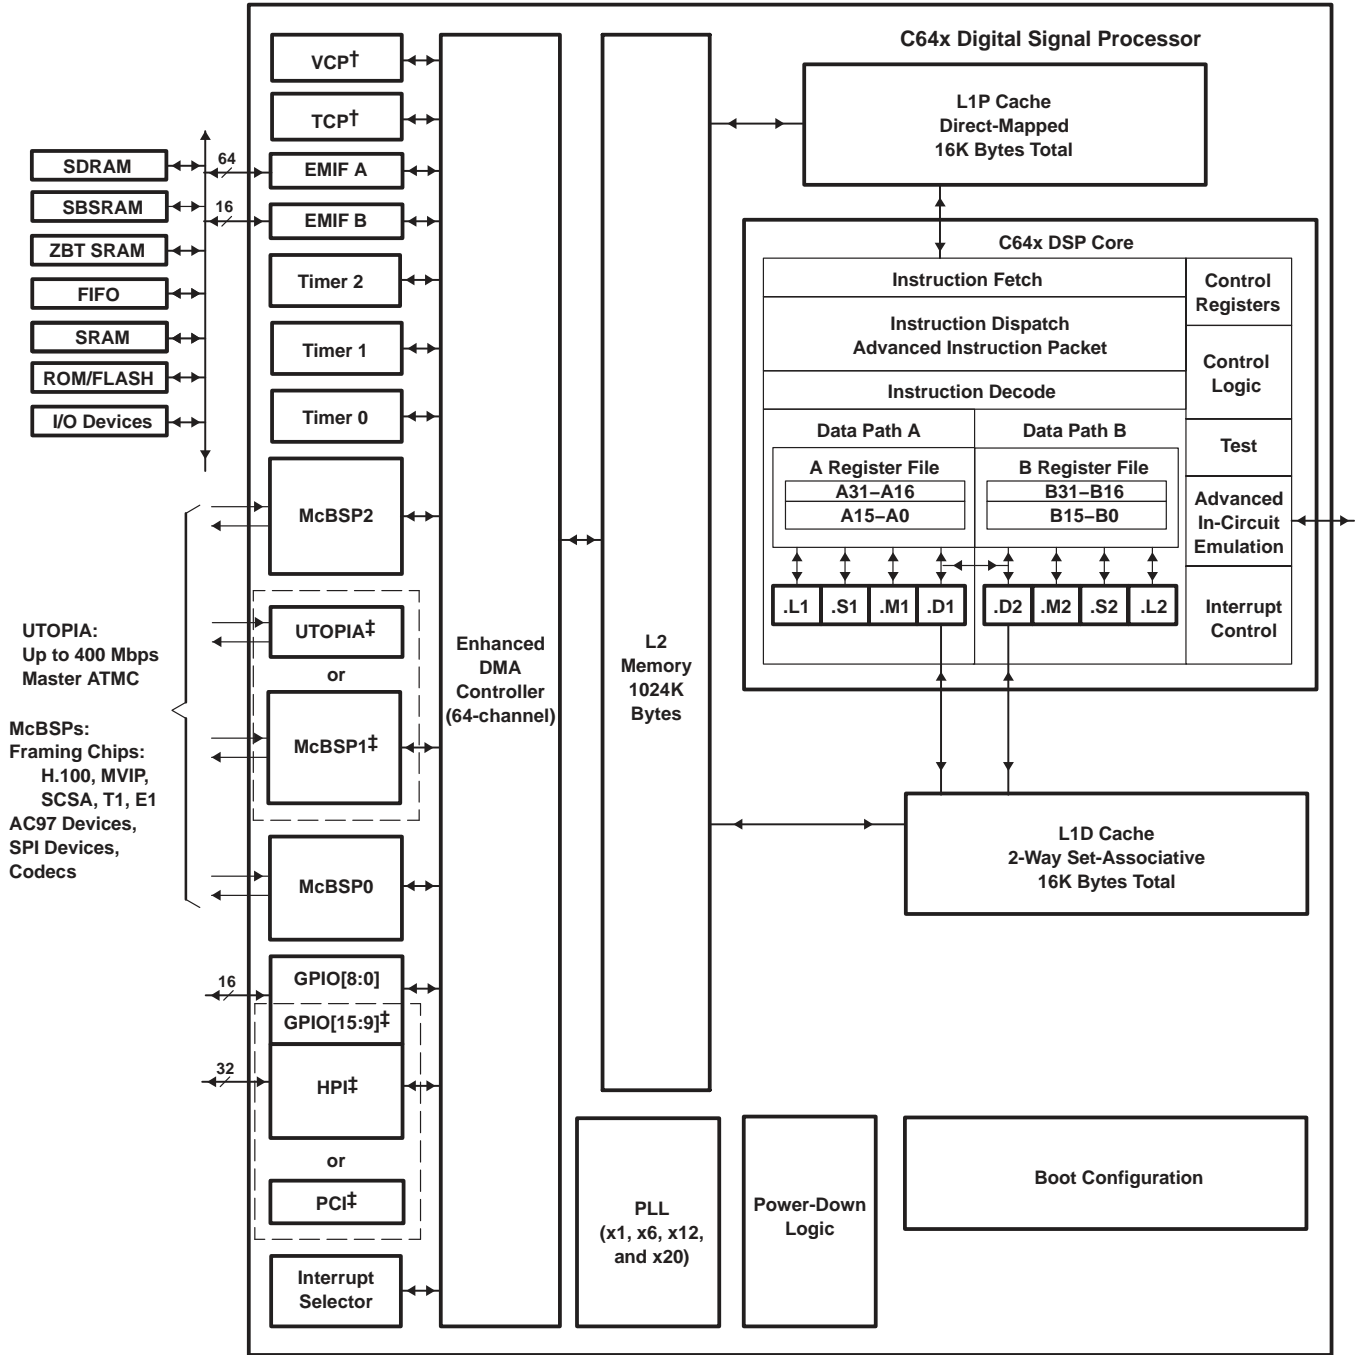 C64x Digital Signal Processor
VCP†
TCP†
EMIF A
EMIF B
Timer 2
Timer 1
Timer 0
McBSP2
UTOPIA‡
or
McBSP1‡
McBSP0
GPIO[8:0]
GPIO[15:9]‡
HPI‡
or
PCI‡
Interrupt
Selector
64
16
16
32
SDRAM
SBSRAM
ZBT SRAM
FIFO
SRAM
ROM/FLASH
I/O Devices
UTOPIA:
Up to 400 Mbps
Master ATMC
McBSPs:
Framing Chips:
H.100, MVIP,
SCSA, T1, E1
AC97 Devices,
SPI Devices,
Codecs
Enhanced
DMA
Controller
(64-channel)
L2
Memory
1024K
Bytes
L1P Cache
Direct-Mapped
16K Bytes Total
C64x DSP Core
Instruction Fetch
Instruction Dispatch
Advanced Instruction Packet
Instruction Decode
Data Path A
Data Path B
A Register File
A31–A16
A15–A0
B Register File
B31–B16
B15–B0
.L1
.S1
.M1
.D1
.D2
.M2
.S2
.L2
Control
Registers
Control
Logic
Test
Advanced
In-Circuit
Emulation
Interrupt
Control
L1D Cache
2-Way Set-Associative
16K Bytes Total
PLL
(x1, x6, x12,
and x20)
Power-Down
Logic
Boot Configuration